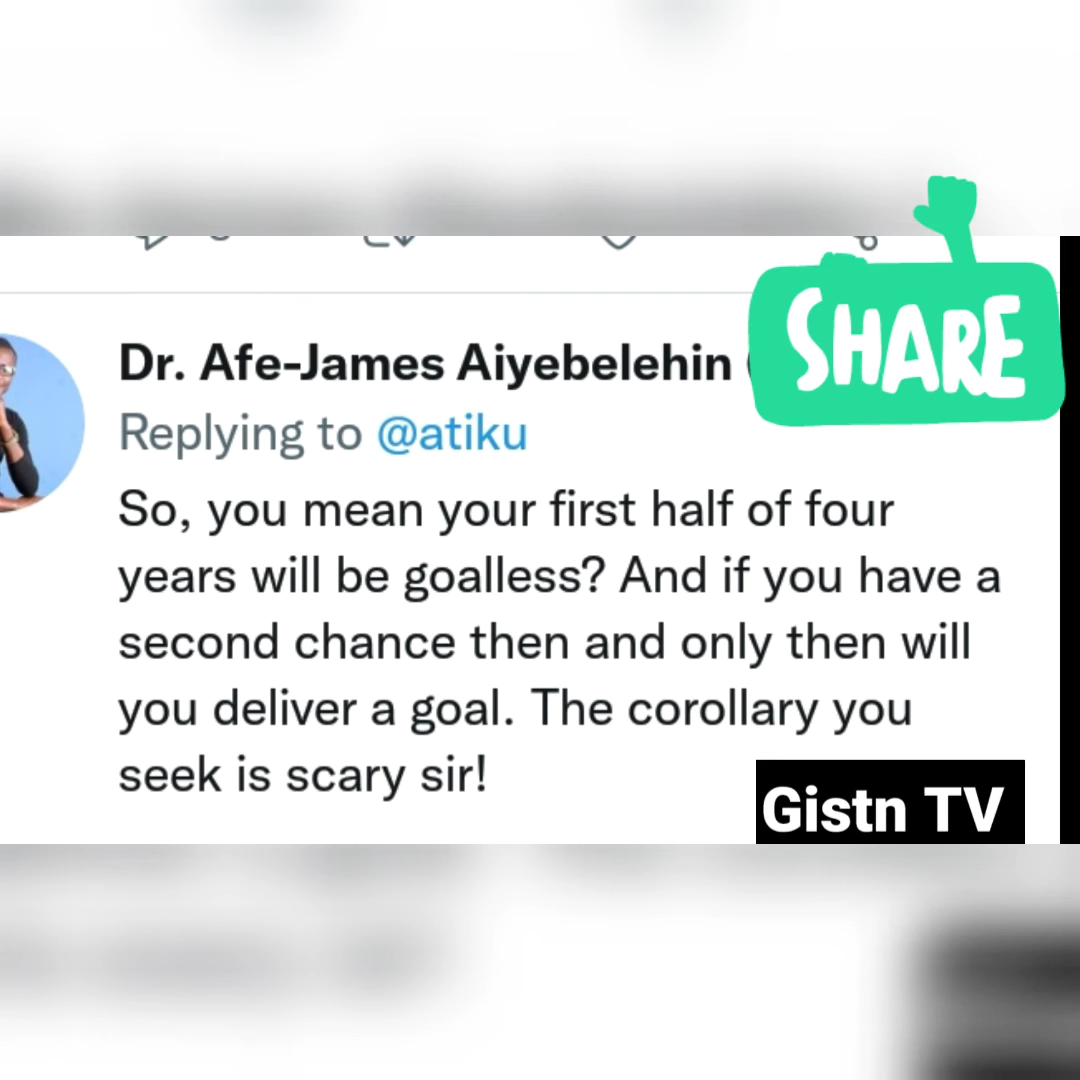 Dr. Afe-James Aiyebelehin
SHARE
Replying to @atiku
So, you mean your first half of four
years will be goalless? And if you have a
second chance then and only then will
you deliver a goal. The corollary you
seek is scary sir!
Gistn TV